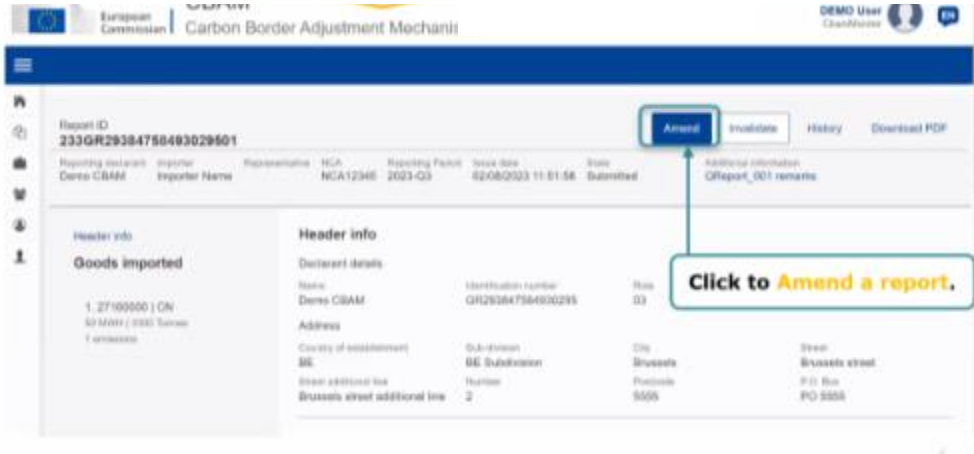 CBAM
European
Commission
Carbon Border Adjustment Mechanis
DEMO User
EN
Report ID
233GR29384758493029501
Amend
Invalidate
History
Download PDF
Reporting declarant Importer Representative NCA Reporting Period Issue date State Additional information
Demo CBAM Importer Name NCA12345 2023-Q3 02/08/2023 11:51:58 Submitted QReport_001 remarks
Header info
Goods imported
1. 27160000 | CN
1 emissions
Header info
Declarant details
Name Identification number Role
Demo CBAM 03
Address
Country of establishment Sub-division City Street
BE BE Subdivision Brussels Brussels street
Street additional line Number Postcode P.O. Box
Brussels street additional line 2 5555 PO 5555
Click to Amend a report.